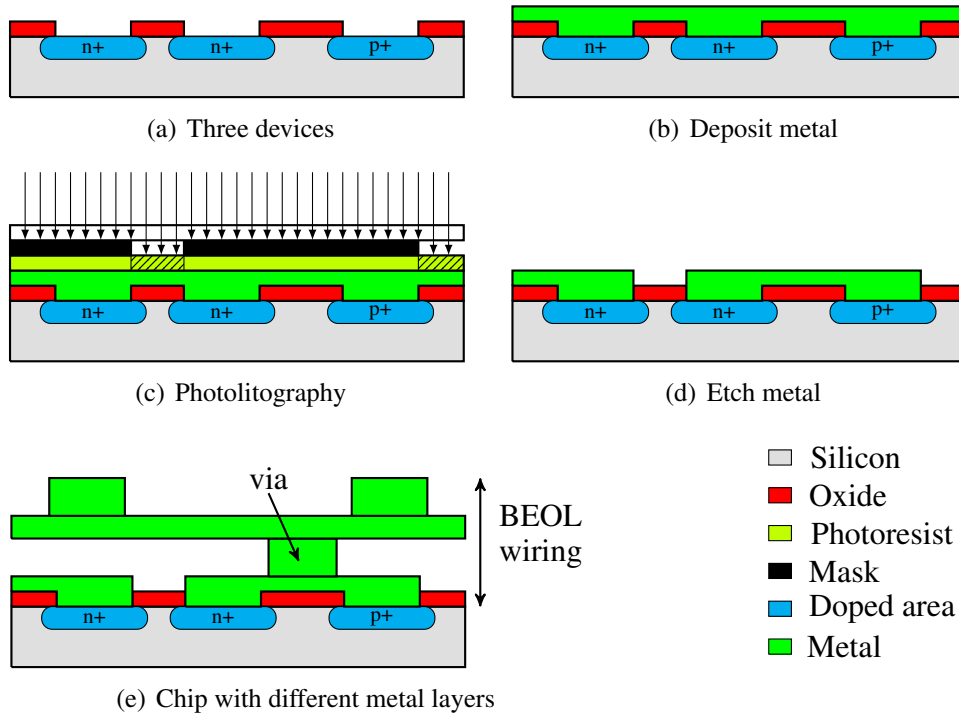 n+ n+ p+
(a) Three devices
n+ n+ p+
(b) Deposit metal
n+ n+ p+
(c) Photolitography
n+ n+ p+
(d) Etch metal
via
BEOL
wiring
n+ n+ p+
(e) Chip with different metal layers
Silicon
Oxide
Photoresist
Mask
Doped area
Metal